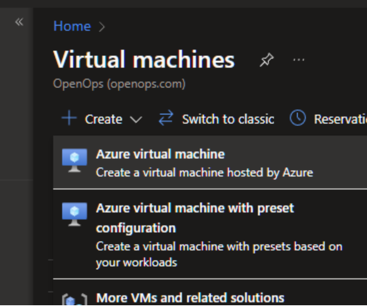 Home
Virtual machines
OpenOps (openops.com)
Create Switch to classic Reservati
Azure virtual machine
Create a virtual machine hosted by Azure
Azure virtual machine with preset
configuration
Create a virtual machine with presets based on
your workloads
More VMs and related solutions